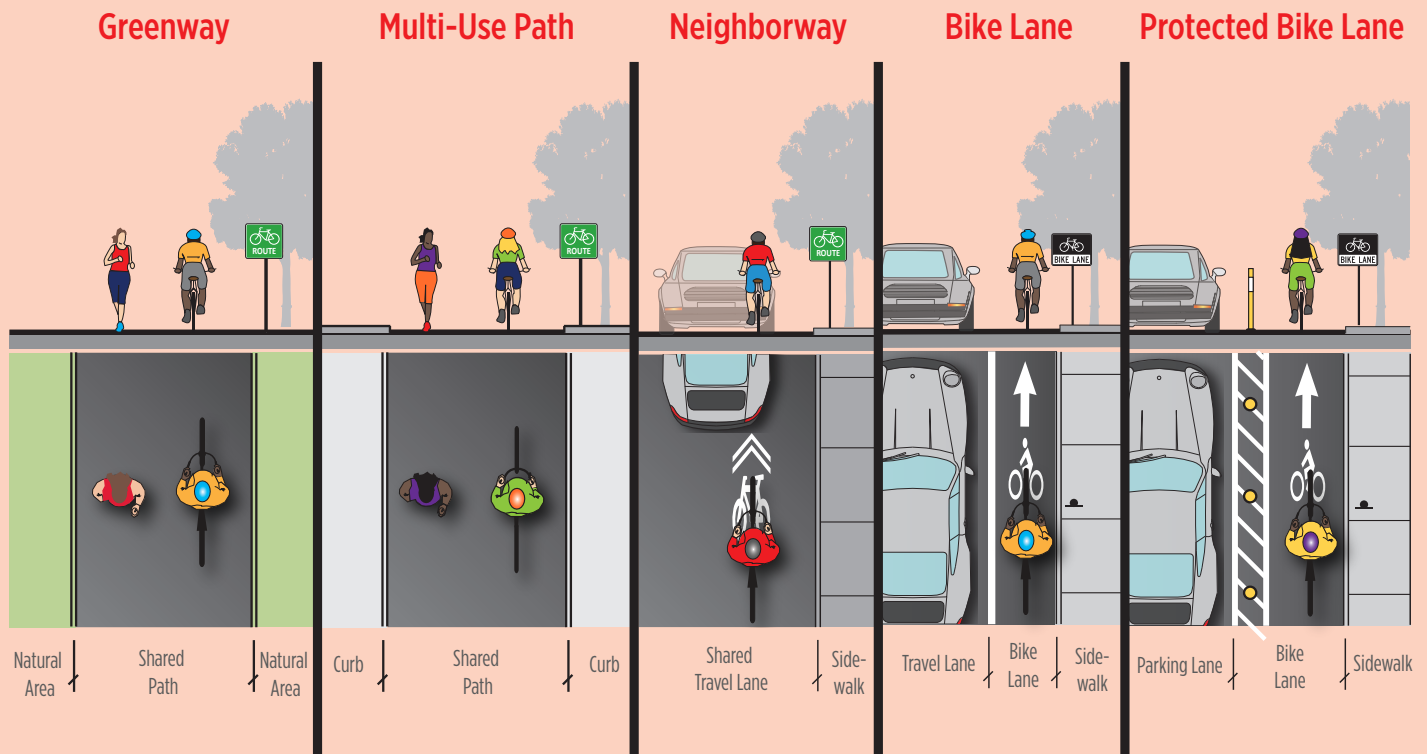 Greenway
Multi-Use Path
Neighborway
Bike Lane
Protected Bike Lane
ROUTE
ROUTE
ROUTE
BIKE LANE
BIKE LANE
Natural
Area
Shared
Path
Natural
Area
Curb
Shared
Path
Curb
Shared
Travel Lane
Side-
walk
Travel Lane
Bike
Lane
Side-
walk
Parking Lane
Bike
Lane
Sidewalk